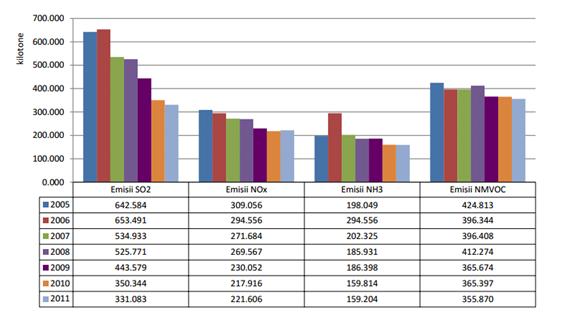 kilotone
700.000
600.000
500.000
400.000
300.000
200.000
100.000
0.000
Emisii SO2 Emisii NOx Emisii NH3 Emisii NMVOC
2005 642.584 309.056 198.049 424.813
2006 653.491 294.556 294.556 396.344
2007 534.933 271.684 202.325 396.408
2008 525.771 269.567 185.931 412.274
2009 443.579 230.052 186.398 365.674
2010 350.344 217.916 159.814 365.397
2011 331.083 221.606 159.204 355.870